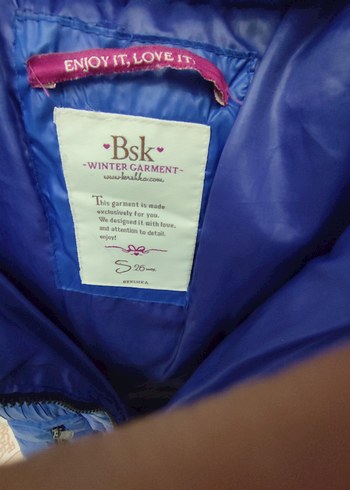 ENJOY IT, LOVE IT.
Bsk
-WINTER GARMENT-
www.bershka.com
This garment is made
exclusively for you.
We designed it with love,
and attention to detail.
enjoy!
S 26